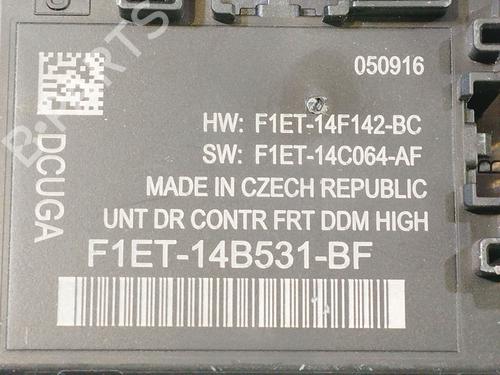 050916
HW: F1ET-14F142-BC
SW: F1ET-14C064-AF
MADE IN CZECH REPUBLIC
UNT DR CONTR FRT DDM HIGH
F1ET-14B531-BF
DCUGA
B-PARTS